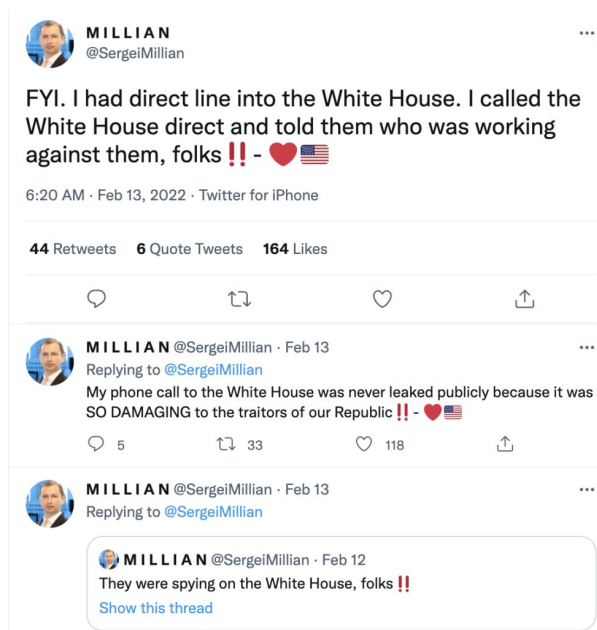 M I L L I A N
@SergeiMillian
FYI. I had direct line into the White House. I called the
White House direct and told them who was working
against them, folks ‼️ - ❤️🇺🇸
6:20 AM · Feb 13, 2022 · Twitter for iPhone
44 Retweets 6 Quote Tweets 164 Likes
M I L L I A N @SergeiMillian · Feb 13
Replying to @SergeiMillian
My phone call to the White House was never leaked publicly because it was
SO DAMAGING to the traitors of our Republic ‼️ - ❤️🇺🇸
5 33 118
M I L L I A N @SergeiMillian · Feb 13
Replying to @SergeiMillian
M I L L I A N @SergeiMillian · Feb 12
They were spying on the White House, folks ‼️
Show this thread